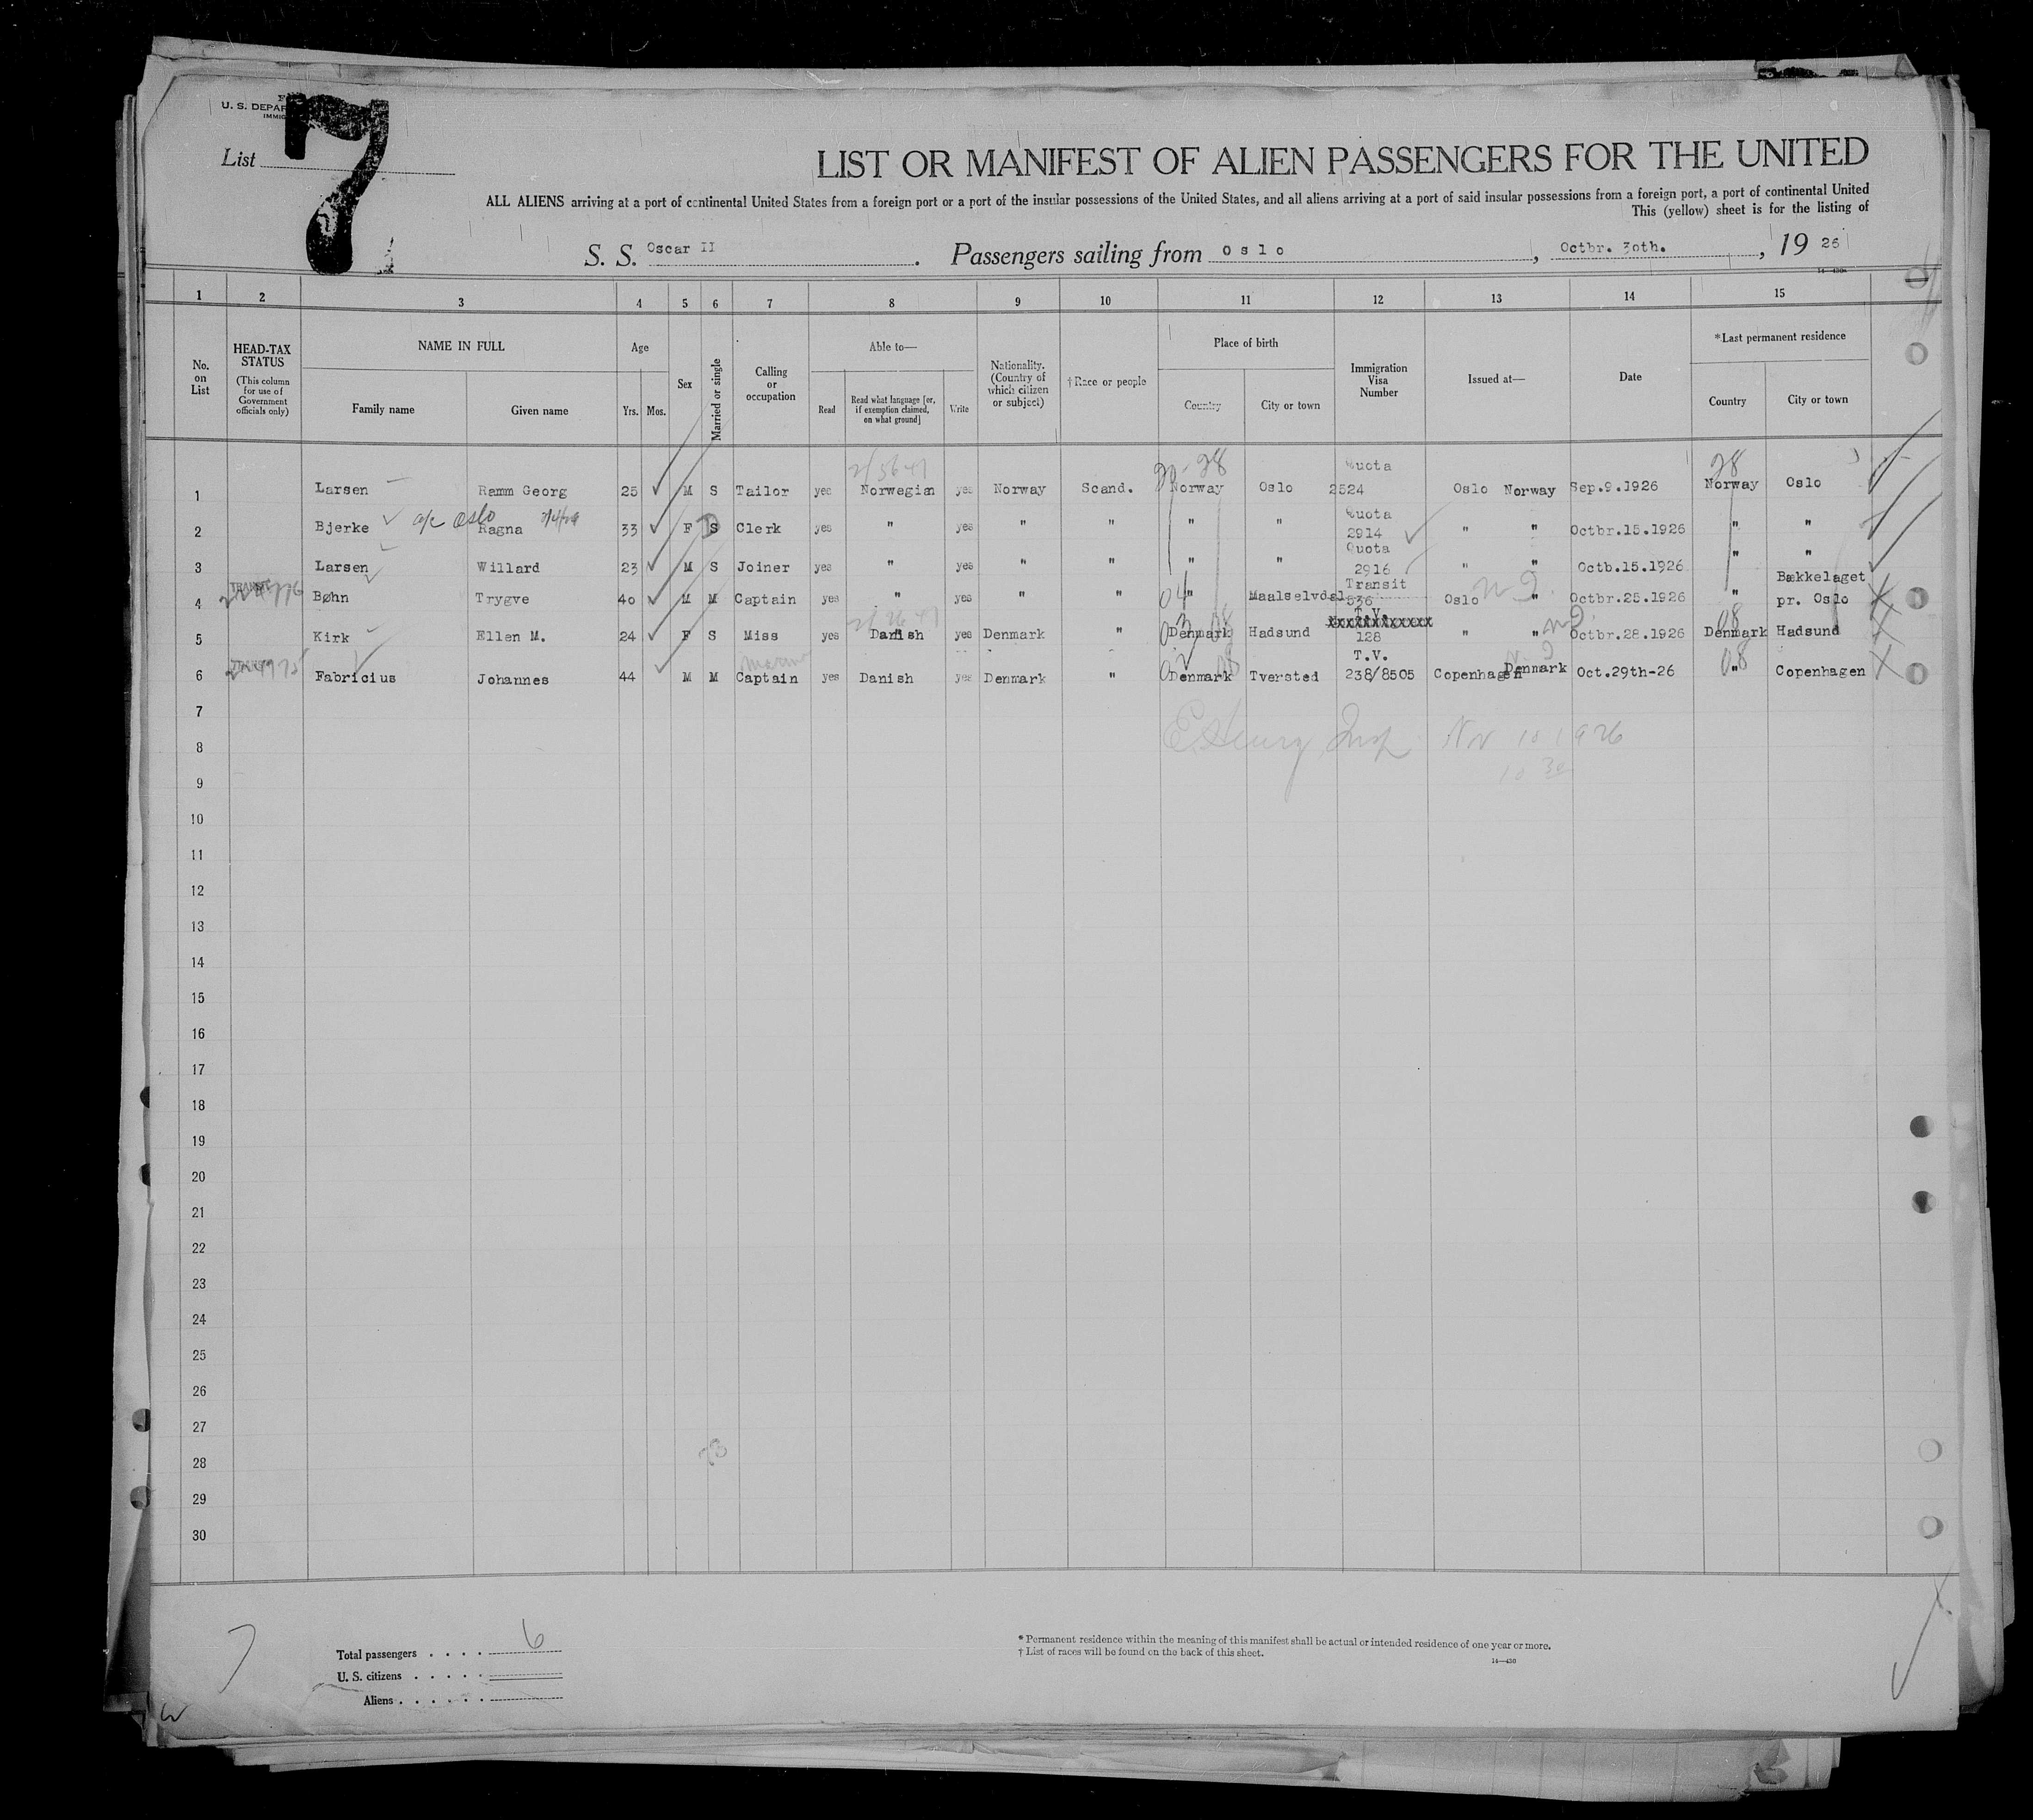 U. S. DEPAR
IMMIG
7
List
LIST OR MANIFEST OF ALIEN PASSENGERS FOR THE UNITED
ALL ALIENS arriving at a port of continental United States from a foreign port or a port of the insular possessions of the United States, and all aliens arriving at a port of said insular possessions from a foreign port, a port of continental United
This (yellow) sheet is for the listing of
S. S. Oscar II . Passengers sailing from Oslo , Octbr. 30th. , 19 26
1 2 3 4 5 6 7 8 9 10 11 12 13 14 15
No. on List
HEAD-TAX STATUS (This column for use of Government officials only)
NAME IN FULL
Family name Given name
Age
Yrs. Mos.
Sex
Married or single
Calling or occupation
Able to—
Read
Read what language [or, if exemption claimed, on what ground]
Write
Nationality. (Country of which citizen or subject)
† Race or people
Place of birth
Country City or town
Immigration Visa Number
Issued at—
Date
*Last permanent residence
Country City or town
1 Larsen Ramm Georg 25 M S Tailor yes Norwegian yes Norway Scand. Norway Oslo Quota 2524 Oslo Norway Sep.9.1926 Norway Oslo
2 Bjerke Ragna 33 F S Clerk yes " yes " " " " Quota 2914 " " Octbr.15.1926 " "
3 Larsen Willard 23 M S Joiner yes " yes " " " " Quota 2916 " " Octb.15.1926 " "
4 Bøhn Trygve 40 M M Captain yes " yes " " " Maalselvdal Transit 536 Oslo " Octbr.25.1926 " Bækkelaget pr. Oslo
5 Kirk Ellen M. 24 F S Miss yes Danish yes Denmark " Denmark Hadsund T.V. 128 " " Octbr.28.1926 Denmark Hadsund
6 Fabricius Johannes 44 M M Captain yes Danish yes Denmark " Denmark Tversted T.V. 238/8505 Copenhagen Denmark Oct.29th-26 " Copenhagen
7
E. Henry Insp. Nov 10 1926
8
9
10 30
10
11
12
13
14
15
16
17
18
19
20
21
22
23
24
25
26
27
28
29
30
Total passengers . . . . 6
U. S. citizens . . . . .
Aliens . . . . . .
* Permanent residence within the meaning of this manifest shall be actual or intended residence of one year or more.
† List of races will be found on the back of this sheet.
14—430